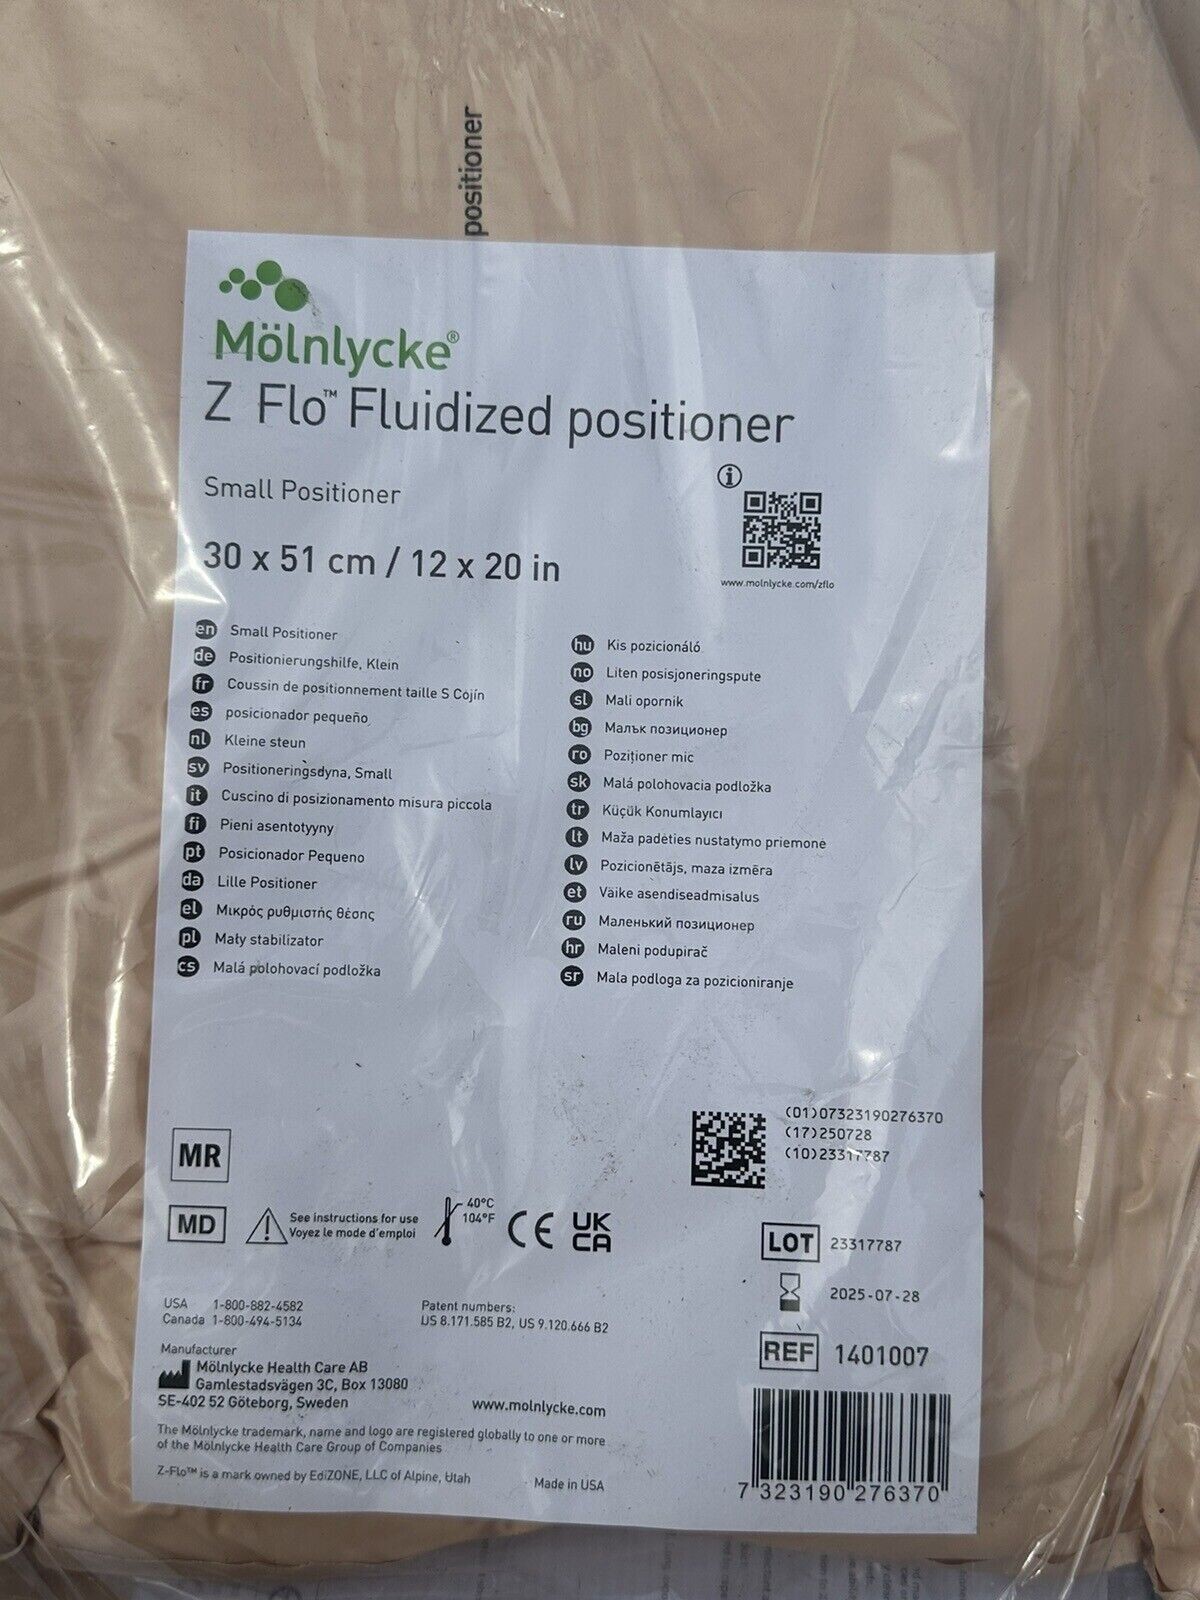 positioner
Mölnlycke®
Z Flo™ Fluidized positioner
Small Positioner
30 x 51 cm / 12 x 20 in
www.molnlycke.com/zflo
en Small Positioner
de Positionierungshilfe, Klein
fr Coussin de positionnement taille S Cojín
es posicionador pequeño
nl Kleine steun
sv Positioneringsdyna, Small
it Cuscino di posizionamento misura piccola
fi Pieni asentotyyny
pt Posicionador Pequeno
da Lille Positioner
el Μικρός ρυθμιστής θέσης
pl Mały stabilizator
cs Malá polohovací podložka
hu Kis pozicionáló
no Liten posisjoneringspute
sl Mali opornik
bg Малък позиционер
ro Poziționer mic
sk Malá polohovacia podložka
tr Küçük Konumlayıcı
lt Maža padėties nustatymo priemonė
lv Pozicionētājs, maza izmēra
et Väike asendiseadmisalus
ru Маленький позиционер
hr Maleni podupirač
sr Mala podloga za pozicioniranje
(01)07323190276370
(17)250728
(10)23317787
MR
MD
See instructions for use
Voyez le mode d'emploi
40°C
104°F
CE
UK
CA
LOT 23317787
2025-07-28
REF 1401007
USA 1-800-882-4582
Canada 1-800-494-5134
Patent numbers:
US 8.171.585 B2, US 9.120.666 B2
Manufacturer
Mölnlycke Health Care AB
Gamlestadsvägen 3C, Box 13080
SE-402 52 Göteborg, Sweden
www.molnlycke.com
The Mölnlycke trademark, name and logo are registered globally to one or more
of the Mölnlycke Health Care Group of Companies
Z-Flo™ is a mark owned by EdiZONE, LLC of Alpine, Utah
Made in USA
7 323190 276370